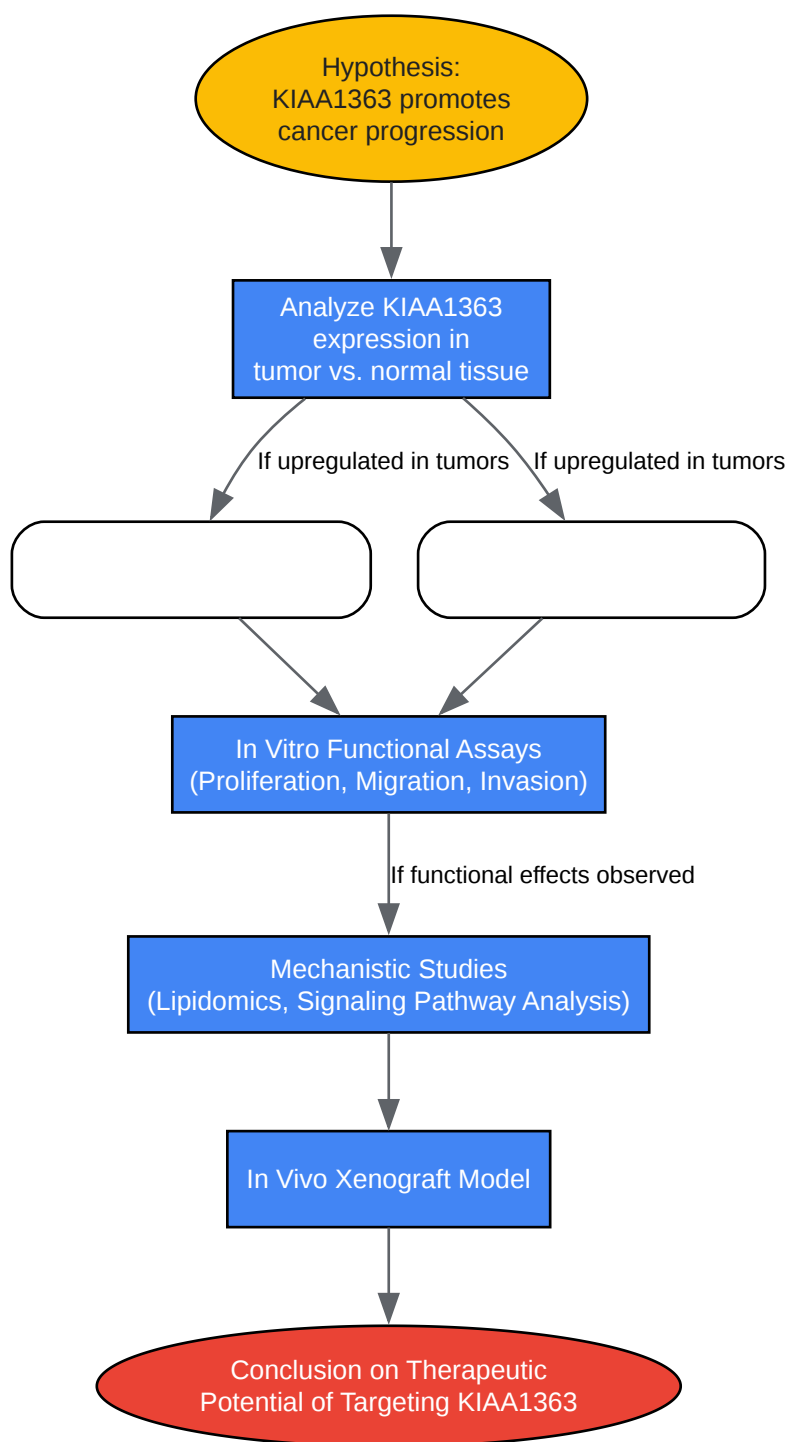 Hypothesis:
KIAA1363 promotes
cancer progression
Analyze KIAA1363
expression in
tumor vs. normal tissue
If upregulated in tumors
If upregulated in tumors
In Vitro Functional Assays
(Proliferation, Migration, Invasion)
If functional effects observed
Mechanistic Studies
(Lipidomics, Signaling Pathway Analysis)
In Vivo Xenograft Model
Conclusion on Therapeutic
Potential of Targeting KIAA1363